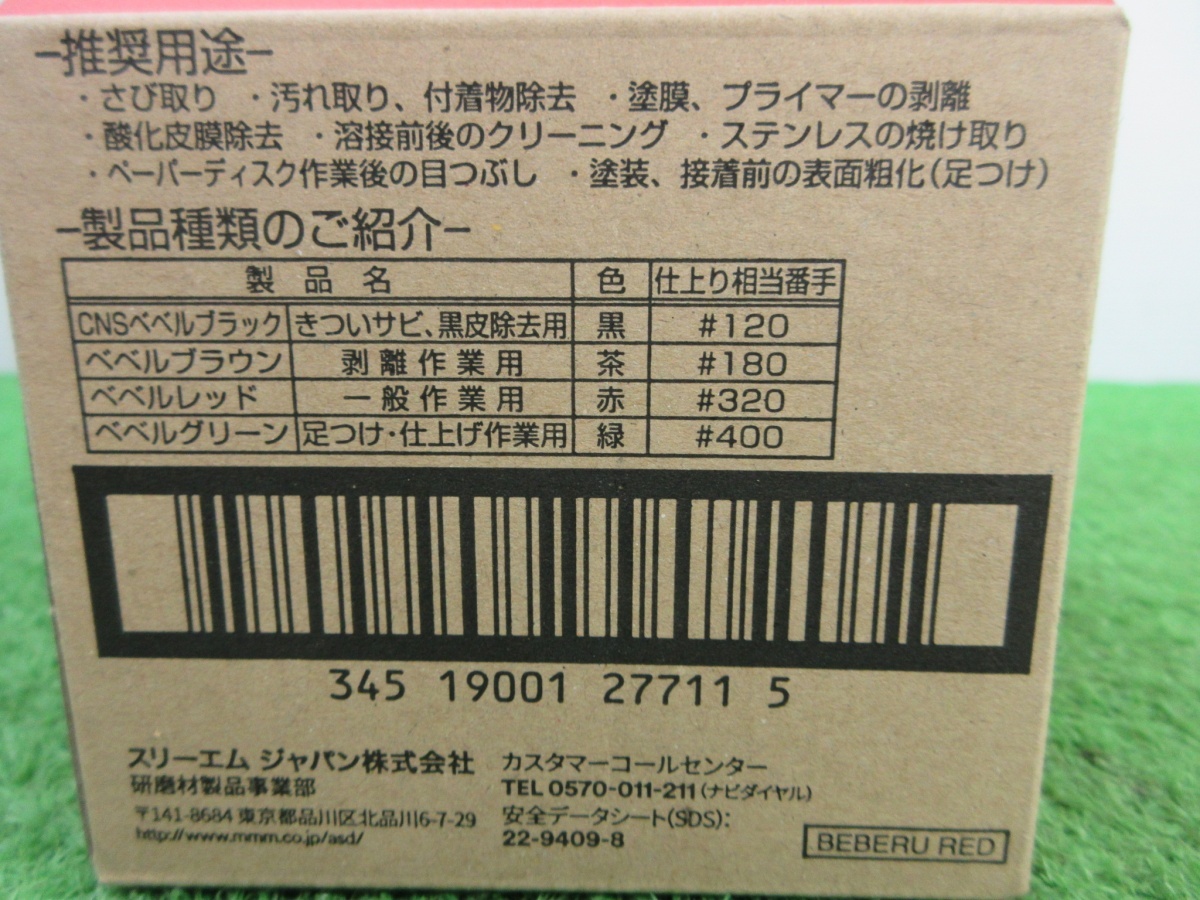 -推奨用途-
・さび取り ・汚れ取り、付着物除去 ・塗膜、プライマーの剥離
・酸化皮膜除去 ・溶接前後のクリーニング ・ステンレスの焼け取り
・ペーパーディスク作業後の目つぶし ・塗装、接着前の表面粗化(足つけ)
-製品種類のご紹介-
製品名 色 仕上り相当番手
CNSベベルブラック きついサビ、黒皮除去用 黒 #120
ベベルブラウン 剥離作業用 茶 #180
ベベルレッド 一般作業用 赤 #320
ベベルグリーン 足つけ・仕上げ作業用 緑 #400
345 19001 27711 5
スリーエム ジャパン株式会社
研磨材製品事業部
〒141-8684 東京都品川区北品川6-7-29
http://www.mmm.co.jp/asd/
カスタマーコールセンター
TEL 0570-011-211(ナビダイヤル)
安全データシート(SDS):
22-9409-8
BEBERU RED